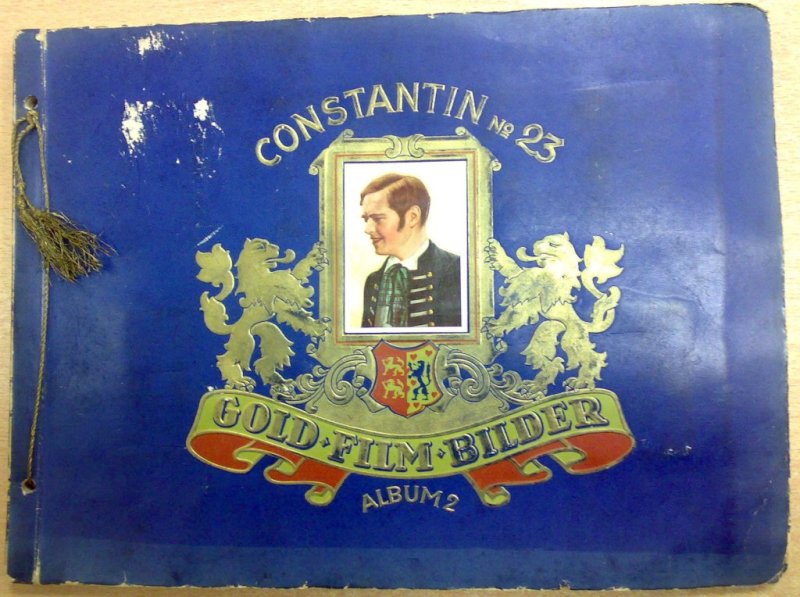 CONSTANTIN № 23
GOLD·FILM·BILDER
ALBUM 2